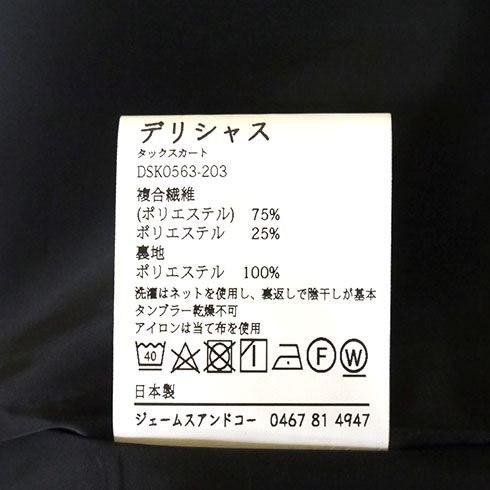 デリシャス
タックスカート
DSK0563-203
複合繊維
(ポリエステル) 75%
ポリエステル 25%
裏地
ポリエステル 100%
洗濯はネットを使用し、裏返しで陰干しが基本
タンブラー乾燥不可
アイロンは当て布を使用
40 F W
日本製
ジェームスアンドコー 0467 81 4947